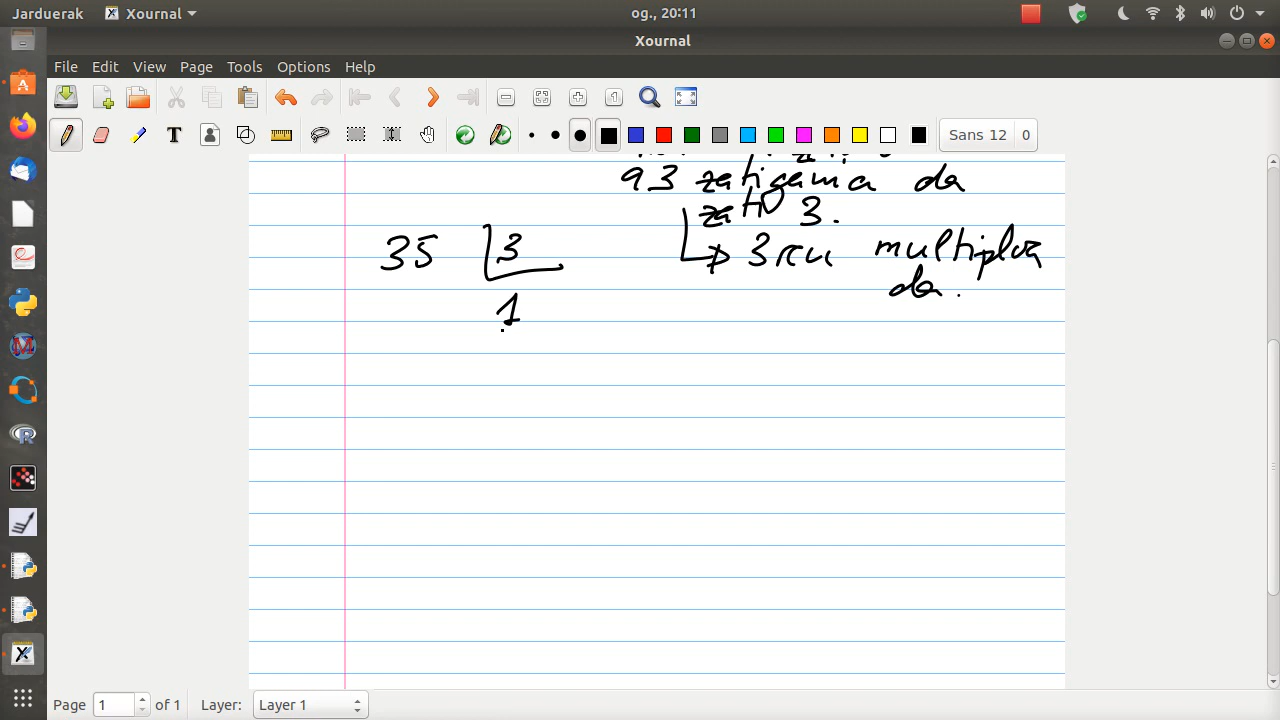 Jarduerak Xournal og., 20:11
Xournal
File Edit View Page Tools Options Help
Sans 12 0
93 zatigarria da
zati 3.
35 3 → 3ren multiploa
da.
1
Page 1 of 1 Layer: Layer 1